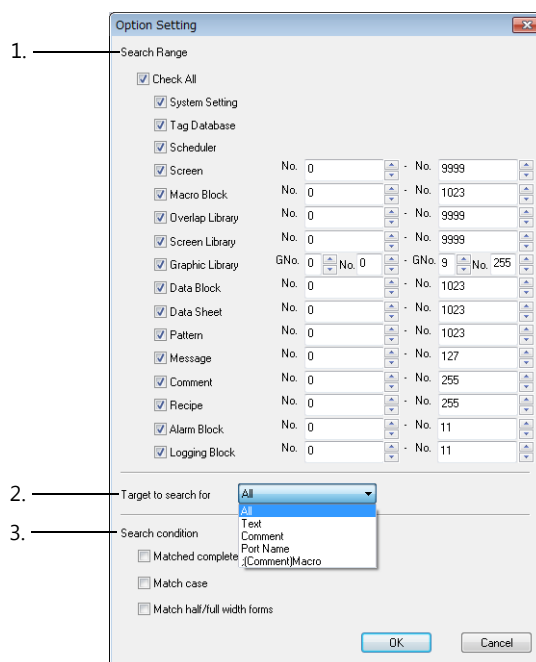 Option Setting
1. Search Range
Check All
System Setting
Tag Database
Scheduler
Screen No. 0 - No. 9999
Macro Block No. 0 - No. 1023
Overlap Library No. 0 - No. 9999
Screen Library No. 0 - No. 9999
Graphic Library GNo. 0 No. 0 - GNo. 9 No. 255
Data Block No. 0 - No. 1023
Data Sheet No. 0 - No. 1023
Pattern No. 0 - No. 1023
Message No. 0 - No. 127
Comment No. 0 - No. 255
Recipe No. 0 - No. 255
Alarm Block No. 0 - No. 11
Logging Block No. 0 - No. 11
2. Target to search for All
All
Text
Comment
Port Name
;(Comment)Macro
3. Search condition
Matched complete
Match case
Match half/full width forms
OK Cancel